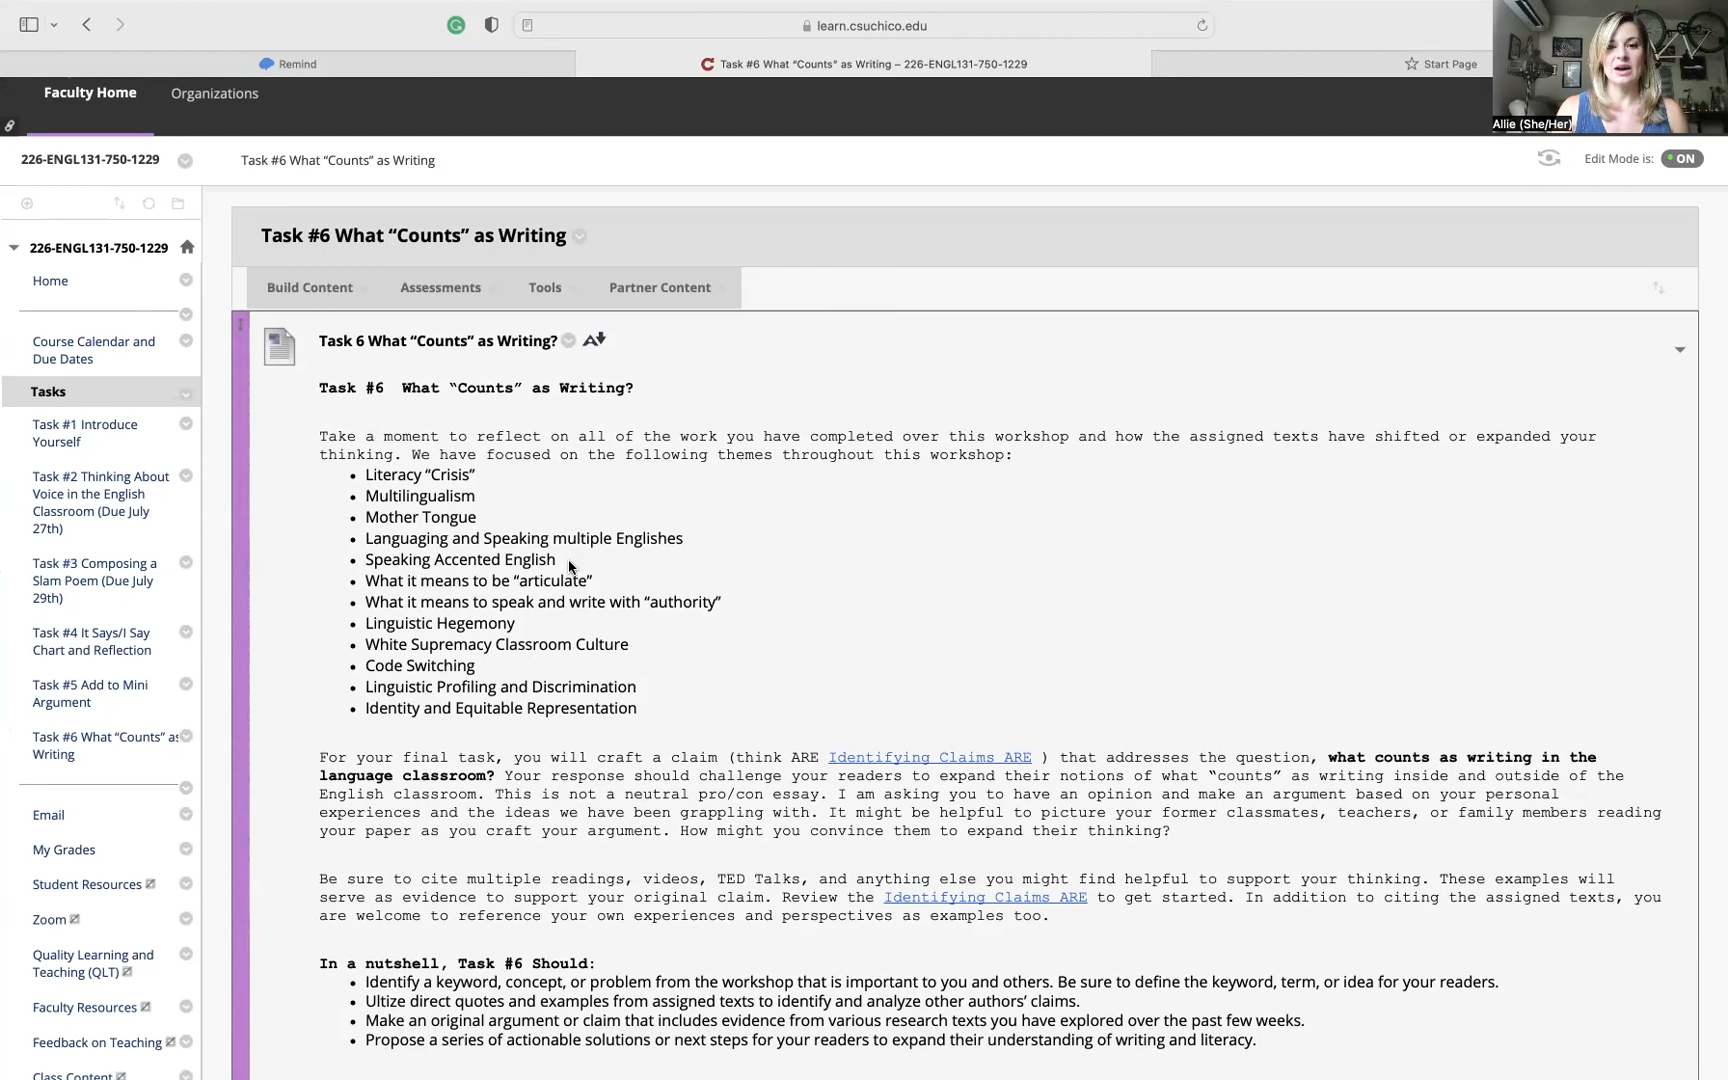 learn.csuchico.edu
Remind
Task #6 What “Counts” as Writing – 226-ENGL131-750-1229
Start Page
Allie (She/Her)
Faculty Home
Organizations
226-ENGL131-750-1229
Task #6 What “Counts” as Writing
Edit Mode is:
ON
226-ENGL131-750-1229
Home
Course Calendar and
Due Dates
Tasks
Task #1 Introduce
Yourself
Task #2 Thinking About
Voice in the English
Classroom (Due July
27th)
Task #3 Composing a
Slam Poem (Due July
29th)
Task #4 It Says/I Say
Chart and Reflection
Task #5 Add to Mini
Argument
Task #6 What “Counts” as
Writing
Email
My Grades
Student Resources
Zoom
Quality Learning and
Teaching (QLT)
Faculty Resources
Feedback on Teaching
Class Content
Task #6 What “Counts” as Writing
Build Content
Assessments
Tools
Partner Content
Task 6 What “Counts” as Writing?
Task #6 What “Counts” as Writing?
Take a moment to reflect on all of the work you have completed over this workshop and how the assigned texts have shifted or expanded your
thinking. We have focused on the following themes throughout this workshop:
• Literacy “Crisis”
• Multilingualism
• Mother Tongue
• Languaging and Speaking multiple Englishes
• Speaking Accented English
• What it means to be “articulate”
• What it means to speak and write with “authority”
• Linguistic Hegemony
• White Supremacy Classroom Culture
• Code Switching
• Linguistic Profiling and Discrimination
• Identity and Equitable Representation
For your final task, you will craft a claim (think ARE Identifying Claims ARE ) that addresses the question, what counts as writing in the
language classroom? Your response should challenge your readers to expand their notions of what “counts” as writing inside and outside of the
English classroom. This is not a neutral pro/con essay. I am asking you to have an opinion and make an argument based on your personal
experiences and the ideas we have been grappling with. It might be helpful to picture your former classmates, teachers, or family members reading
your paper as you craft your argument. How might you convince them to expand their thinking?
Be sure to cite multiple readings, videos, TED Talks, and anything else you might find helpful to support your thinking. These examples will
serve as evidence to support your original claim. Review the Identifying Claims ARE to get started. In addition to citing the assigned texts, you
are welcome to reference your own experiences and perspectives as examples too.
In a nutshell, Task #6 Should:
• Identify a keyword, concept, or problem from the workshop that is important to you and others. Be sure to define the keyword, term, or idea for your readers.
• Ultize direct quotes and examples from assigned texts to identify and analyze other authors’ claims.
• Make an original argument or claim that includes evidence from various research texts you have explored over the past few weeks.
• Propose a series of actionable solutions or next steps for your readers to expand their understanding of writing and literacy.